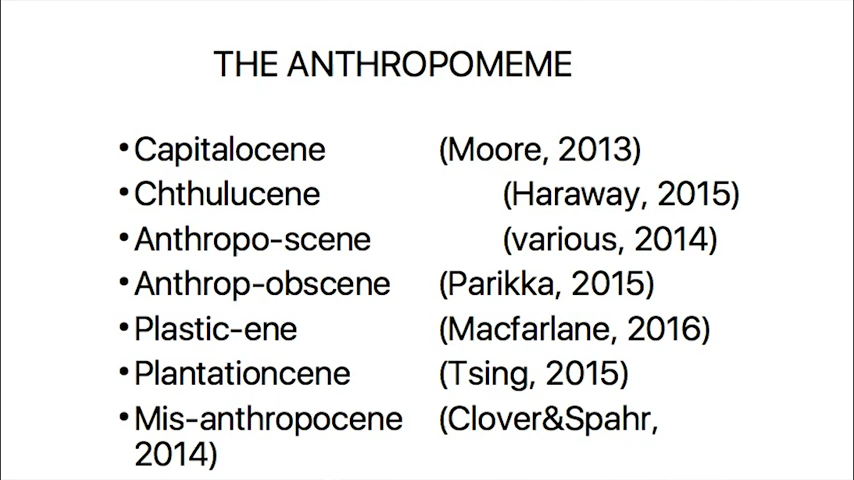 THE ANTHROPOMEME
• Capitalocene (Moore, 2013)
• Chthulucene (Haraway, 2015)
• Anthropo-scene (various, 2014)
• Anthrop-obscene (Parikka, 2015)
• Plastic-ene (Macfarlane, 2016)
• Plantationcene (Tsing, 2015)
• Mis-anthropocene (Clover&Spahr,
2014)